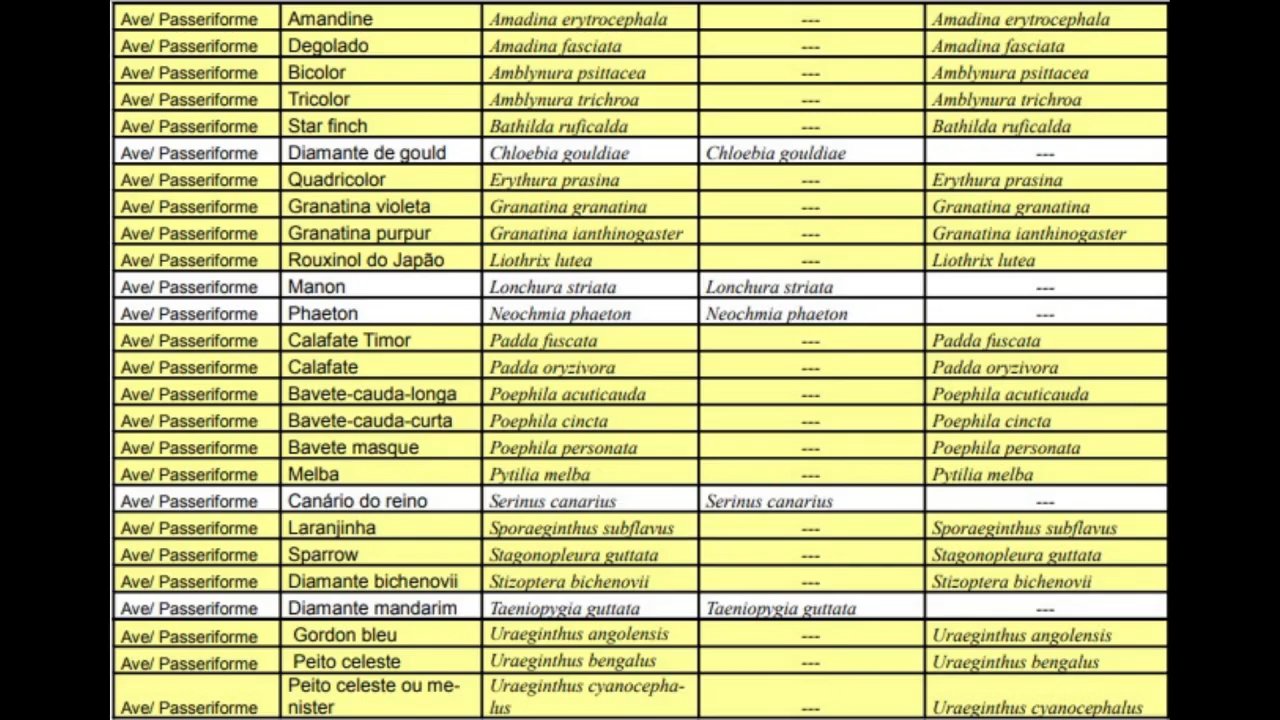 Ave/ Passeriforme Amandine Amadina erytrocephala --- Amadina erytrocephala
Ave/ Passeriforme Degolado Amadina fasciata --- Amadina fasciata
Ave/ Passeriforme Bicolor Amblynura psittacea --- Amblynura psittacea
Ave/ Passeriforme Tricolor Amblynura trichroa --- Amblynura trichroa
Ave/ Passeriforme Star finch Bathilda ruficalda --- Bathilda ruficalda
Ave/ Passeriforme Diamante de gould Chloebia gouldiae Chloebia gouldiae ---
Ave/ Passeriforme Quadricolor Erythura prasina --- Erythura prasina
Ave/ Passeriforme Granatina violeta Granatina granatina --- Granatina granatina
Ave/ Passeriforme Granatina purpur Granatina ianthinogaster --- Granatina ianthinogaster
Ave/ Passeriforme Rouxinol do Japão Liothrix lutea --- Liothrix lutea
Ave/ Passeriforme Manon Lonchura striata Lonchura striata ---
Ave/ Passeriforme Phaeton Neochmia phaeton Neochmia phaeton ---
Ave/ Passeriforme Calafate Timor Padda fuscata --- Padda fuscata
Ave/ Passeriforme Calafate Padda oryzivora --- Padda oryzivora
Ave/ Passeriforme Bavete-cauda-longa Poephila acuticauda --- Poephila acuticauda
Ave/ Passeriforme Bavete-cauda-curta Poephila cincta --- Poephila cincta
Ave/ Passeriforme Bavete masque Poephila personata --- Poephila personata
Ave/ Passeriforme Melba Pytilia melba --- Pytilia melba
Ave/ Passeriforme Canário do reino Serinus canarius Serinus canarius ---
Ave/ Passeriforme Laranjinha Sporaeginthus subflavus --- Sporaeginthus subflavus
Ave/ Passeriforme Sparrow Stagonopleura guttata --- Stagonopleura guttata
Ave/ Passeriforme Diamante bichenovii Stizoptera bichenovii --- Stizoptera bichenovii
Ave/ Passeriforme Diamante mandarim Taeniopygia guttata Taeniopygia guttata ---
Ave/ Passeriforme Gordon bleu Uraeginthus angolensis --- Uraeginthus angolensis
Ave/ Passeriforme Peito celeste Uraeginthus bengalus --- Uraeginthus bengalus
Peito celeste ou me- Uraeginthus cyanocepha-
Ave/ Passeriforme nister lus --- Uraeginthus cyanocephalus